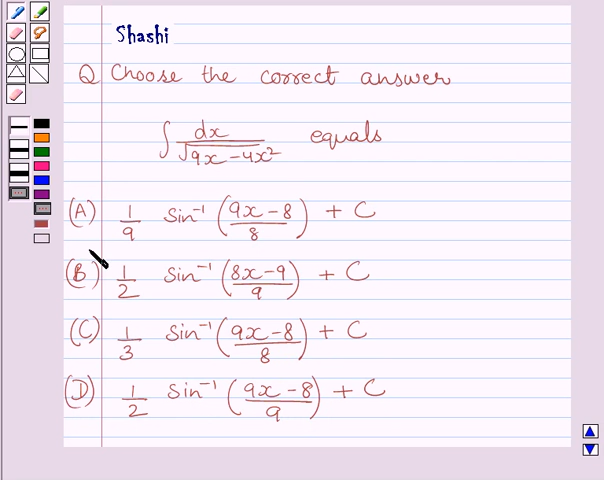 Shashi
Q Choose the correct answer
∫ dx / √(9x - 4x²) equals
(A) 1/9 Sin⁻¹ ((9x - 8)/8) + C
(B) 1/2 Sin⁻¹ ((8x - 9)/9) + C
(C) 1/3 Sin⁻¹ ((9x - 8)/8) + C
(D) 1/2 Sin⁻¹ ((9x - 8)/9) + C